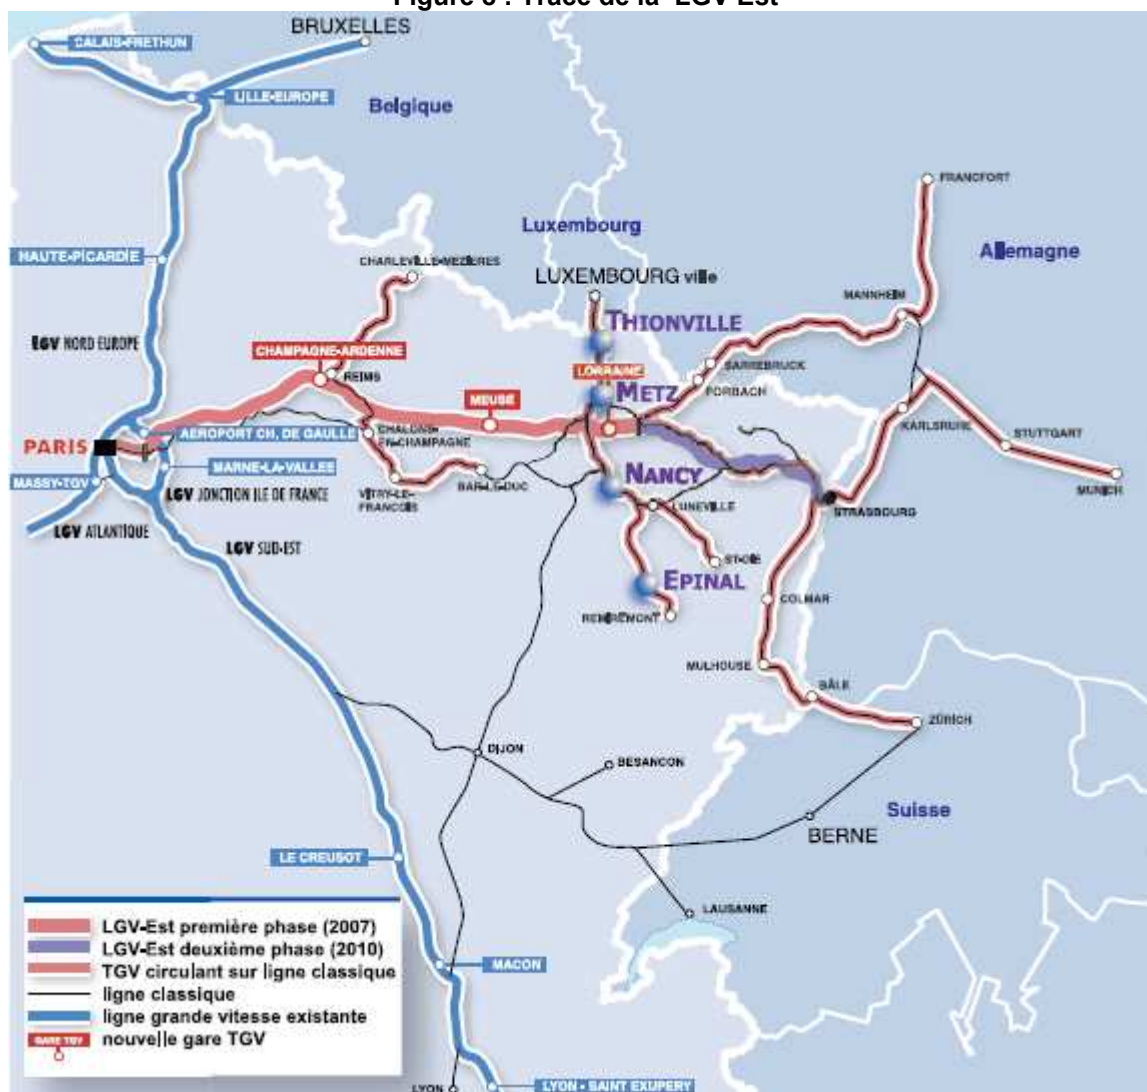 Figure 8 : Tracé de la LGV Est
BRUXELLES
CALAIS-FRETHUN
LILLE-EUROPE
Belgique
FRANCFORT
Luxembourg
Allemagne
HAUTE-PICARDIE
CHARLEVILLE-MEZIERES
LUXEMBOURG ville
MANNHEIM
THIONVILLE
LGV NORD EUROPE
CHAMPAGNE-ARDENNE
SARREBRUCK
LORRAINE
REIMS
METZ
FORBACH
MEUSE
KARLSRUHE
PARIS
AEROPORT CH. DE GAULLE
CHALONS-
EN-CHAMPAGNE
STUTTGART
MARNE-LA-VALLEE
NANCY
MASSY-TGV
BAR-LE-DUC
MUNICH
LGV JONCTION ILE DE FRANCE
VITRY-LE-
FRANCOIS
LUNEVILLE
STRASBOURG
LGV ATLANTIQUE
LGV SUD-EST
ST-DIE
EPINAL
COLMAR
REMIREMONT
MULHOUSE
BÂLE
ZÜRICH
DIJON
BESANCON
Suisse
BERNE
LE CREUSOT
LAUSANNE
LGV-Est première phase (2007)
LGV-Est deuxième phase (2010)
TGV circulant sur ligne classique
ligne classique
ligne grande vitesse existante
GARE TGV
nouvelle gare TGV
MACON
LYON
LYON - SAINT EXUPERY